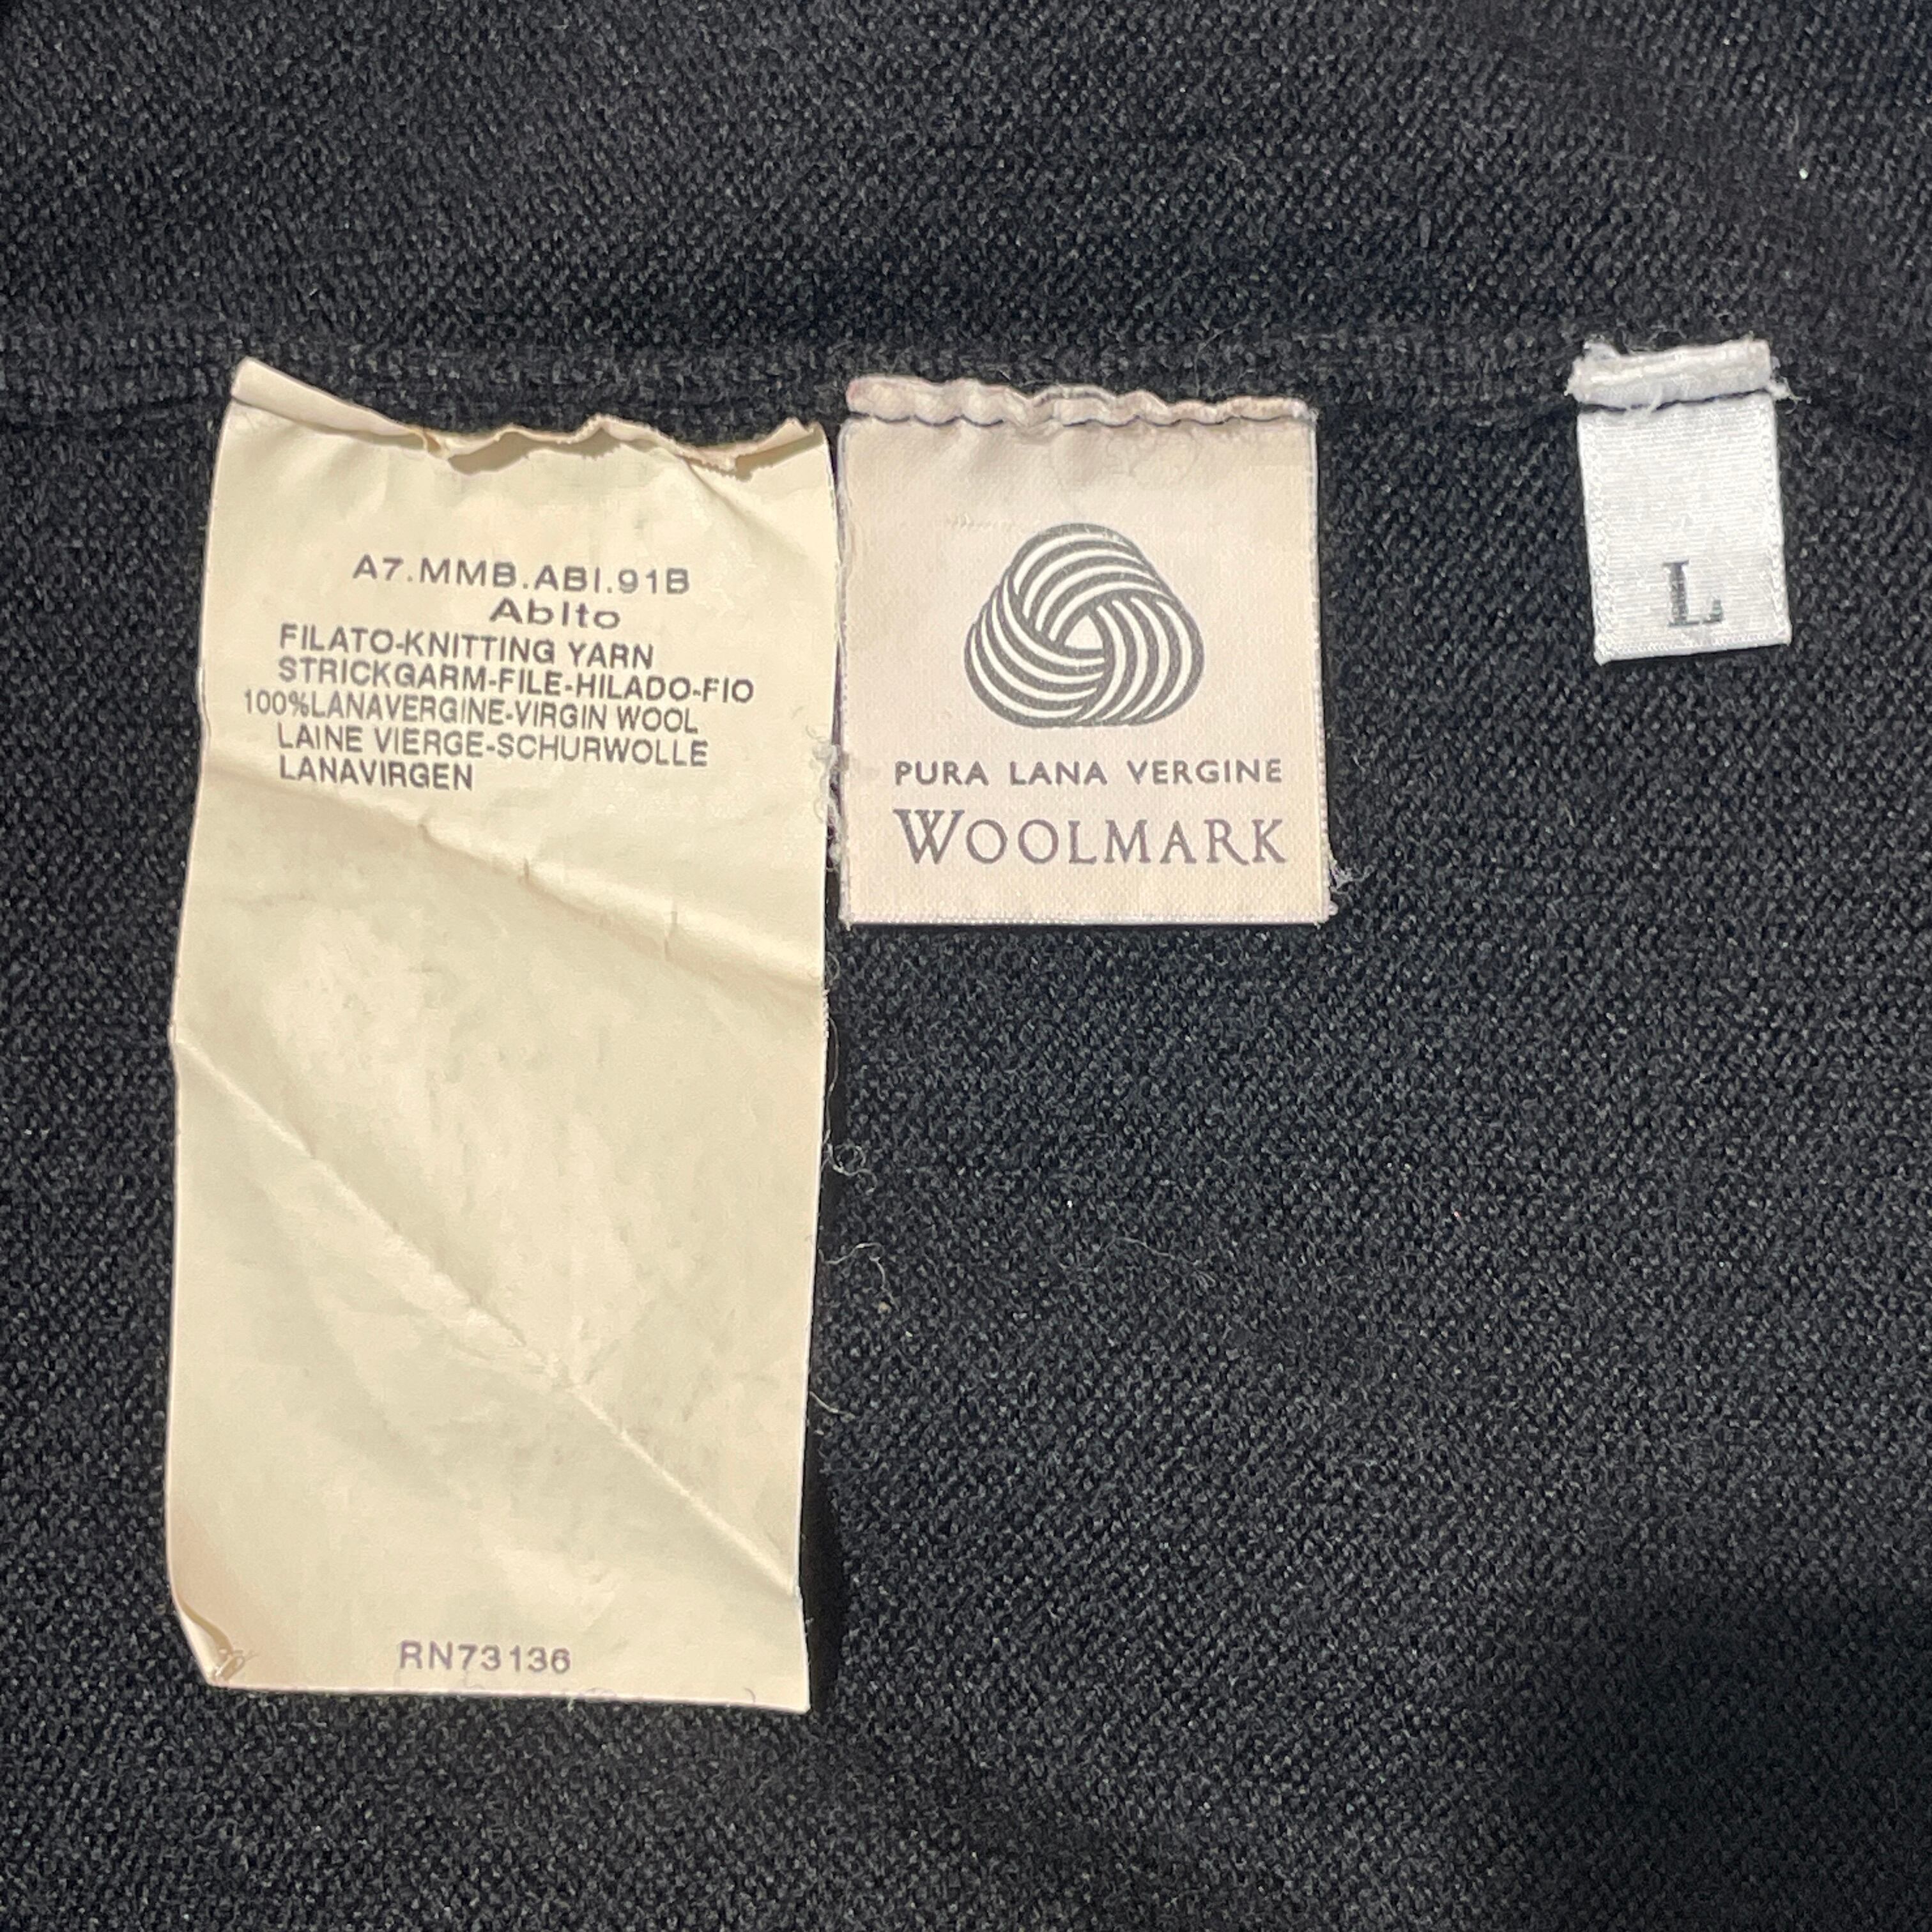 A7.MMB.ABI.91B
AbIto
FILATO-KNITTING YARN
STRICKGARM-FILE-HILADO-FIO
100%LANAVERGINE-VIRGIN WOOL
LAINE VIERGE-SCHURWOLLE
LANAVIRGEN
RN73136
PURA LANA VERGINE
WOOLMARK
L